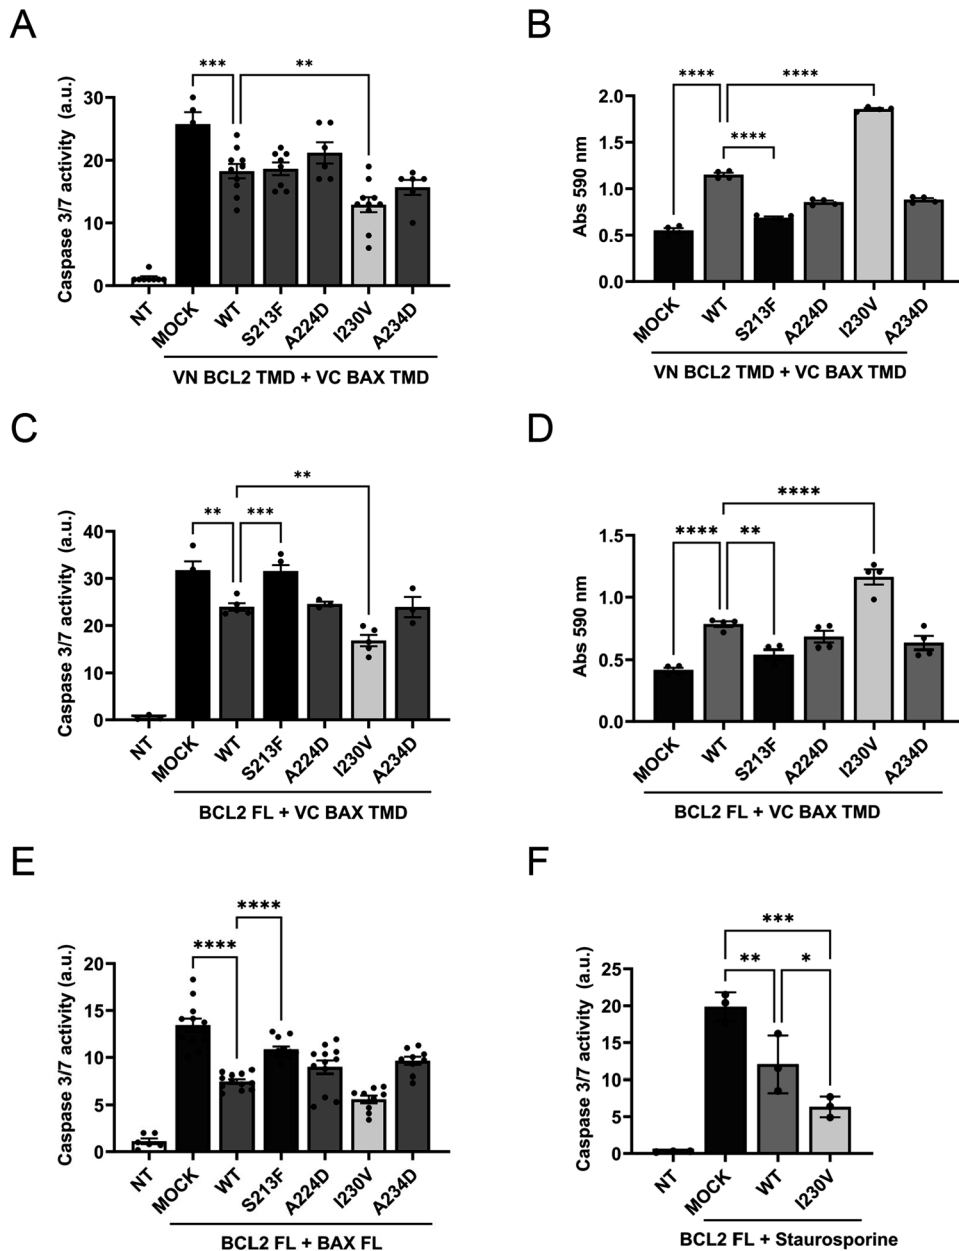 A
Caspase 3/7 activity (a.u.)
30
20
10
0
***
**
NT
MOCK
WT
S213F
A224D
I230V
A234D
VN BCL2 TMD + VC BAX TMD
B
Abs 590 nm
2.0
1.5
1.0
0.5
0.0
****
****
****
MOCK
WT
S213F
A224D
I230V
A234D
VN BCL2 TMD + VC BAX TMD
C
Caspase 3/7 activity (a.u.)
40
30
20
10
0
**
**
***
NT
MOCK
WT
S213F
A224D
I230V
A234D
BCL2 FL + VC BAX TMD
D
Abs 590 nm
1.5
1.0
0.5
0.0
****
****
**
MOCK
WT
S213F
A224D
I230V
A234D
BCL2 FL + VC BAX TMD
E
Caspase 3/7 activity (a.u.)
20
15
10
5
0
****
****
NT
MOCK
WT
S213F
A224D
I230V
A234D
BCL2 FL + BAX FL
F
Caspase 3/7 activity (a.u.)
25
20
15
10
5
0
***
**
*
NT
MOCK
WT
I230V
BCL2 FL + Staurosporine